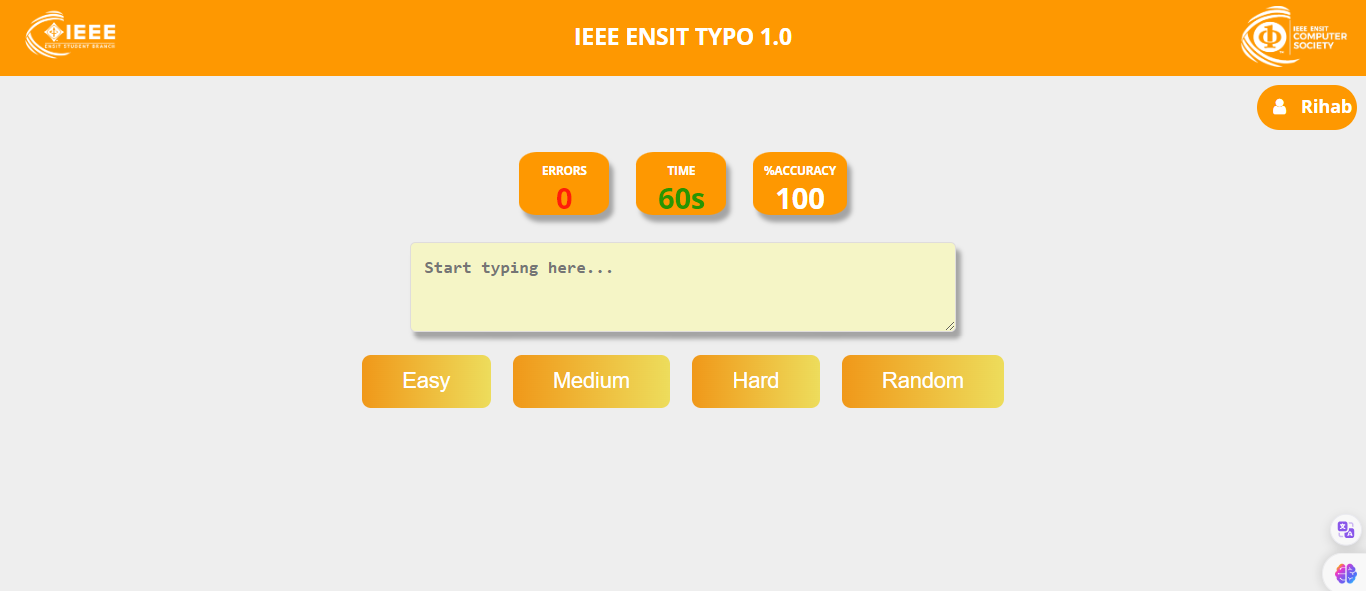 IEEE
ENSIT STUDENT BRANCH
IEEE ENSIT TYPO 1.0
IEEE ENSIT
COMPUTER
SOCIETY
Rihab
ERRORS
0
TIME
60s
%ACCURACY
100
Start typing here...
Easy
Medium
Hard
Random